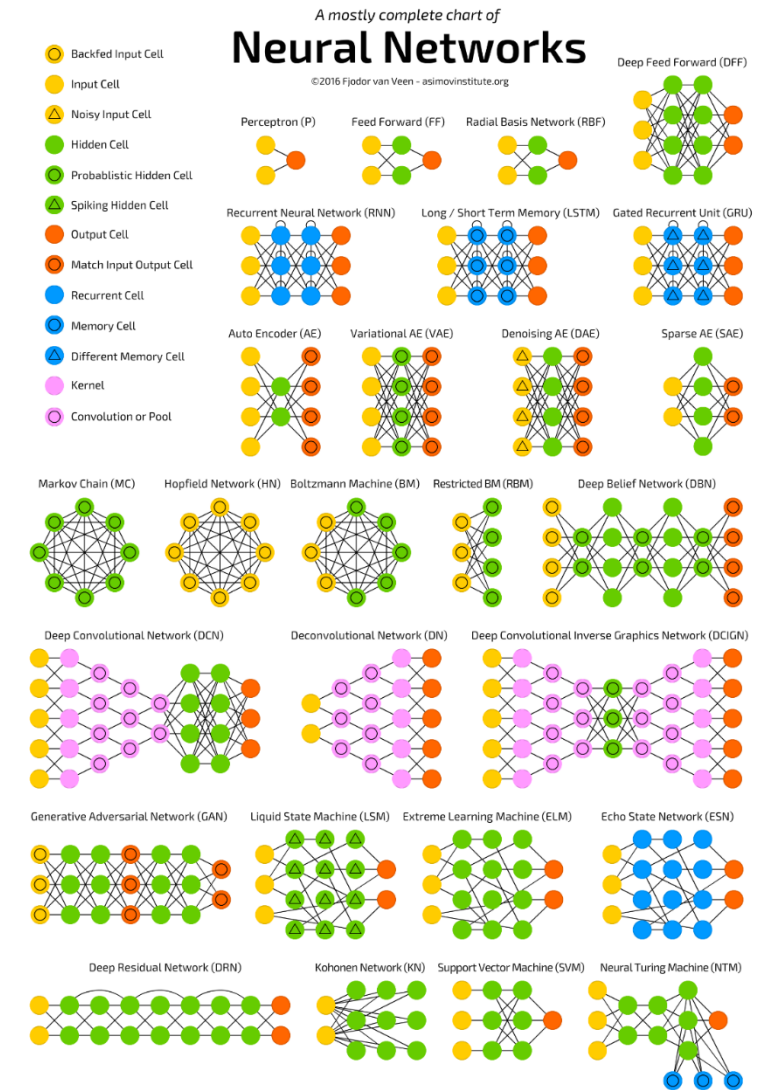 A mostly complete chart of
Neural Networks
©2016 Fjodor van Veen - asimovinstitute.org
Backfed Input Cell
Input Cell
Noisy Input Cell
Hidden Cell
Probablistic Hidden Cell
Spiking Hidden Cell
Output Cell
Match Input Output Cell
Recurrent Cell
Memory Cell
Different Memory Cell
Kernel
Convolution or Pool
Deep Feed Forward (DFF)
Perceptron (P)
Feed Forward (FF)
Radial Basis Network (RBF)
Recurrent Neural Network (RNN)
Long / Short Term Memory (LSTM)
Gated Recurrent Unit (GRU)
Auto Encoder (AE)
Variational AE (VAE)
Denoising AE (DAE)
Sparse AE (SAE)
Markov Chain (MC)
Hopfield Network (HN)
Boltzmann Machine (BM)
Restricted BM (RBM)
Deep Belief Network (DBN)
Deep Convolutional Network (DCN)
Deconvolutional Network (DN)
Deep Convolutional Inverse Graphics Network (DCIGN)
Generative Adversarial Network (GAN)
Liquid State Machine (LSM)
Extreme Learning Machine (ELM)
Echo State Network (ESN)
Deep Residual Network (DRN)
Kohonen Network (KN)
Support Vector Machine (SVM)
Neural Turing Machine (NTM)